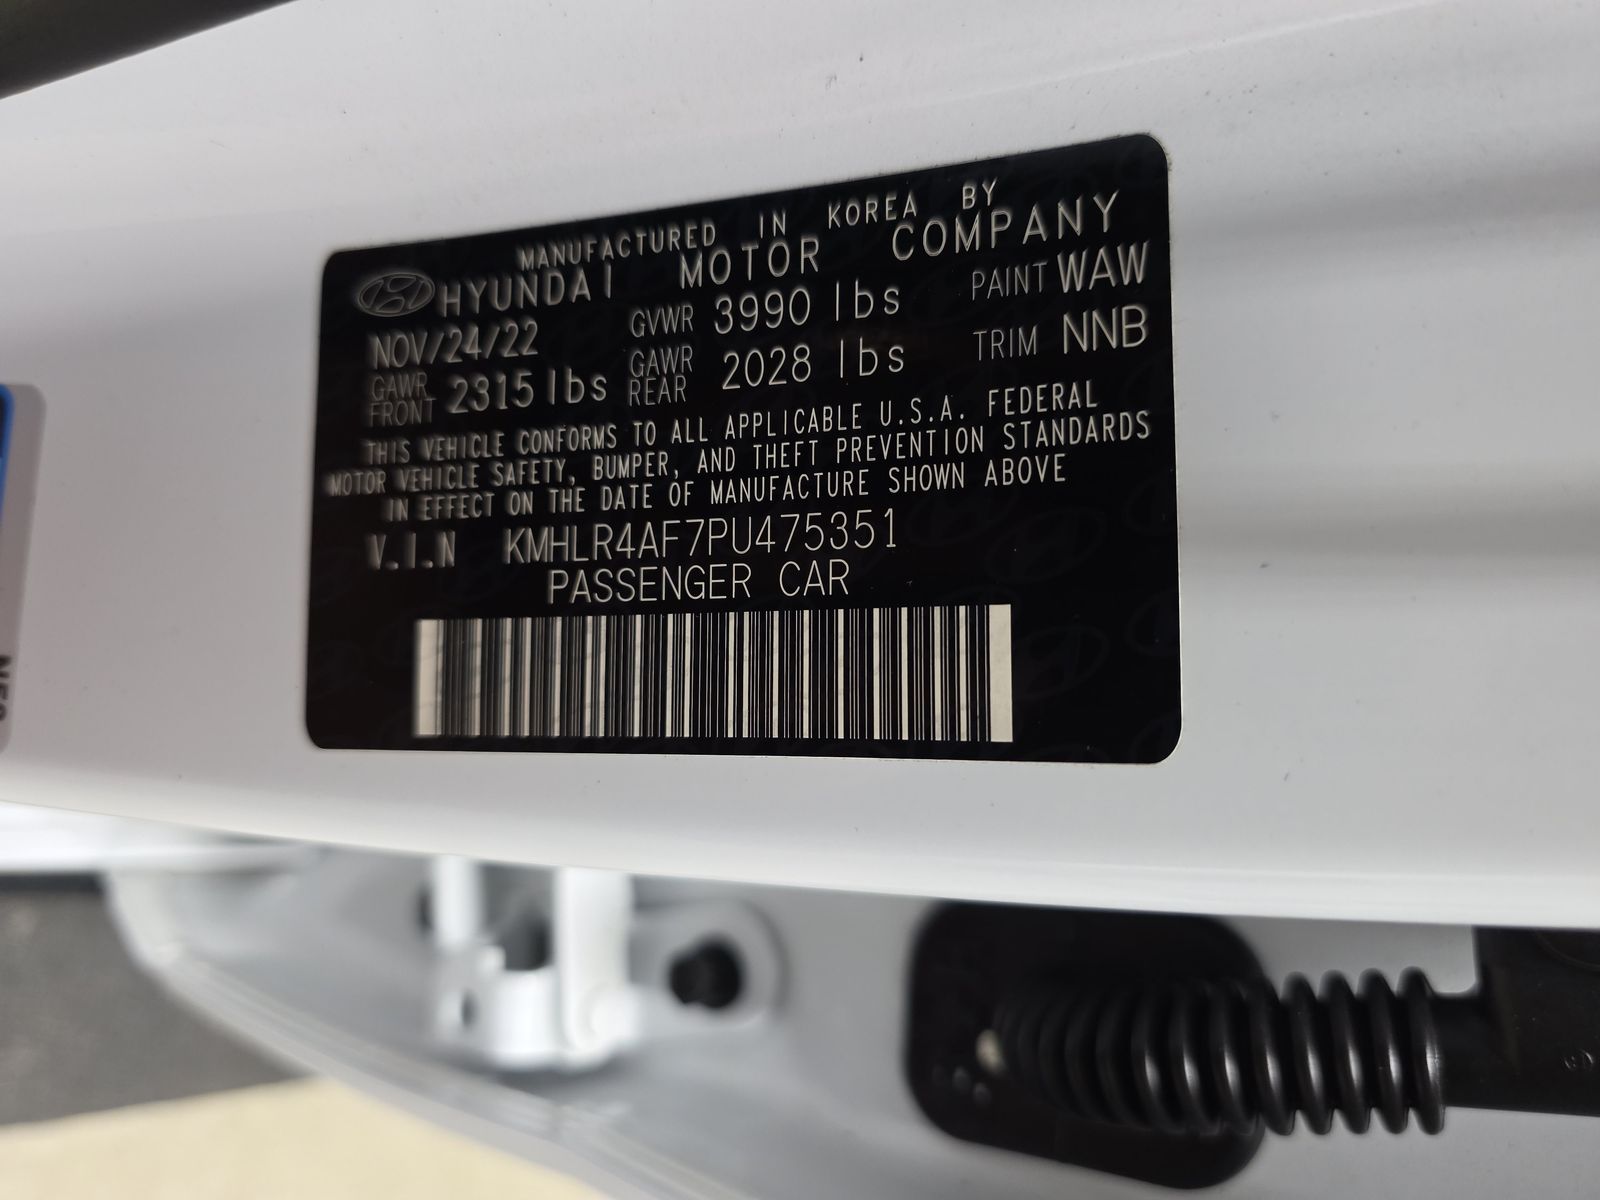 MANUFACTURED IN KOREA BY
HYUNDAI MOTOR COMPANY
NOV/24/22 GVWR 3990 lbs PAINT WAW
GAWR FRONT 2315 lbs GAWR REAR 2028 lbs TRIM NNB
THIS VEHICLE CONFORMS TO ALL APPLICABLE U.S.A. FEDERAL
MOTOR VEHICLE SAFETY, BUMPER, AND THEFT PREVENTION STANDARDS
IN EFFECT ON THE DATE OF MANUFACTURE SHOWN ABOVE
V.I.N KMHLR4AF7PU475351
PASSENGER CAR